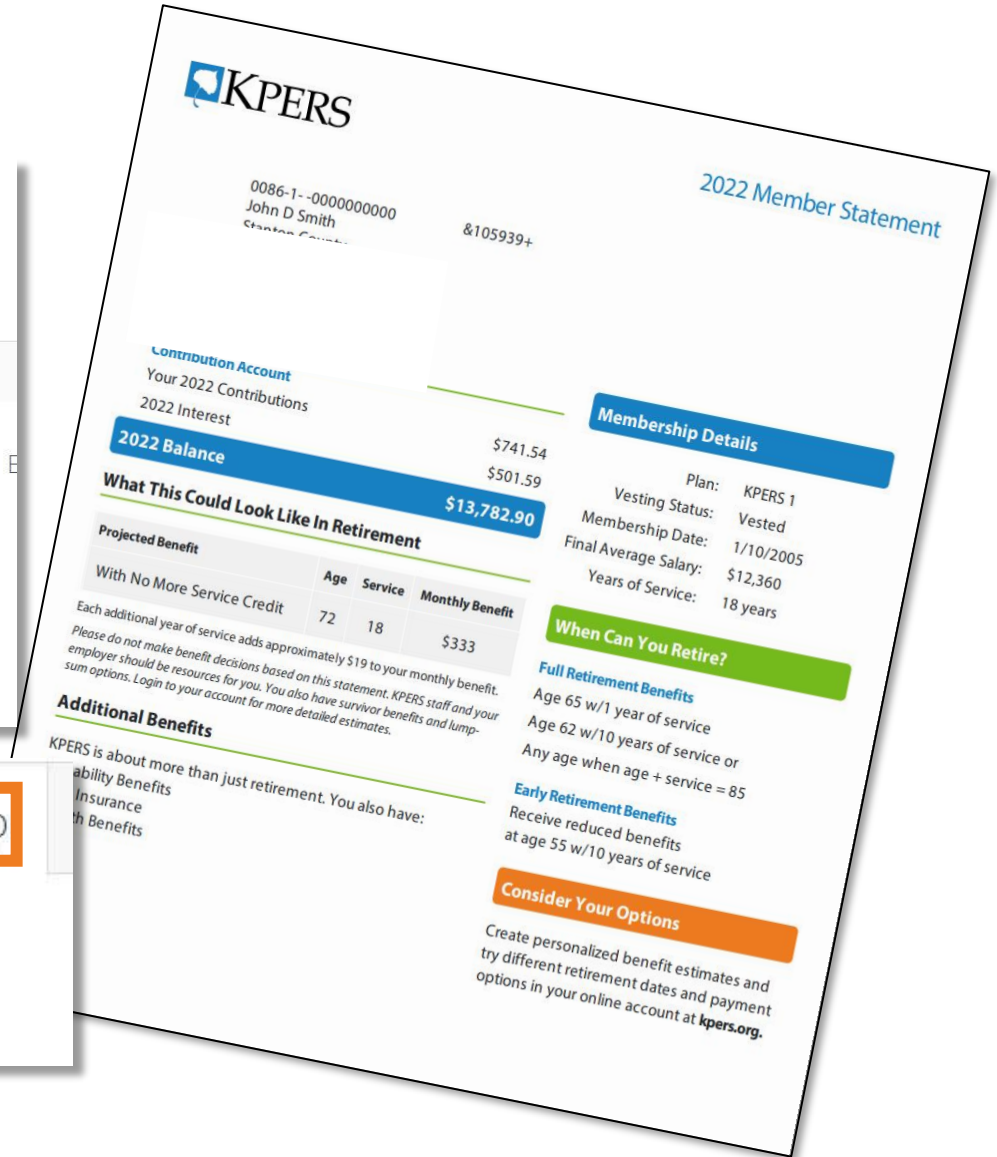 KPERS
2022 Member Statement
0086-1- -0000000000
John D Smith
&105939+
Stanton County
Contribution Account
Your 2022 Contributions $741.54
2022 Interest $501.59
2022 Balance $13,782.90
What This Could Look Like In Retirement
Projected Benefit Age Service Monthly Benefit
With No More Service Credit 72 18 $333
Each additional year of service adds approximately $19 to your monthly benefit.
Please do not make benefit decisions based on this statement. KPERS staff and your
employer should be resources for you. You also have survivor benefits and lump-
sum options. Login to your account for more detailed estimates.
Additional Benefits
KPERS is about more than just retirement. You also have:
ability Benefits
Insurance
th Benefits
Membership Details
Plan: KPERS 1
Vesting Status: Vested
Membership Date: 1/10/2005
Final Average Salary: $12,360
Years of Service: 18 years
When Can You Retire?
Full Retirement Benefits
Age 65 w/1 year of service
Age 62 w/10 years of service or
Any age when age + service = 85
Early Retirement Benefits
Receive reduced benefits
at age 55 w/10 years of service
Consider Your Options
Create personalized benefit estimates and
try different retirement dates and payment
options in your online account at kpers.org.